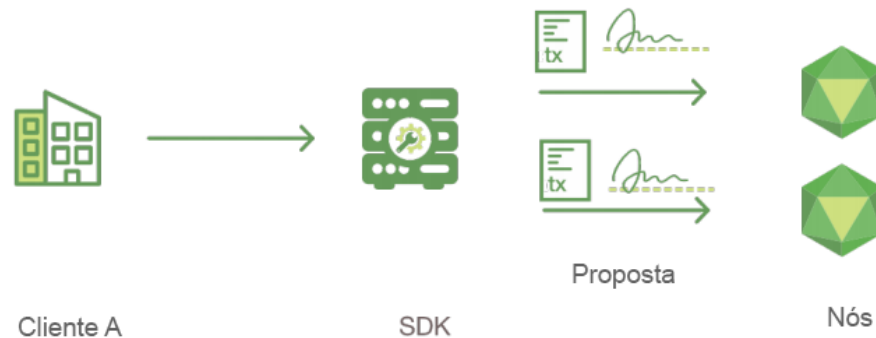 tx
tx
Proposta
Cliente A
SDK
Nós